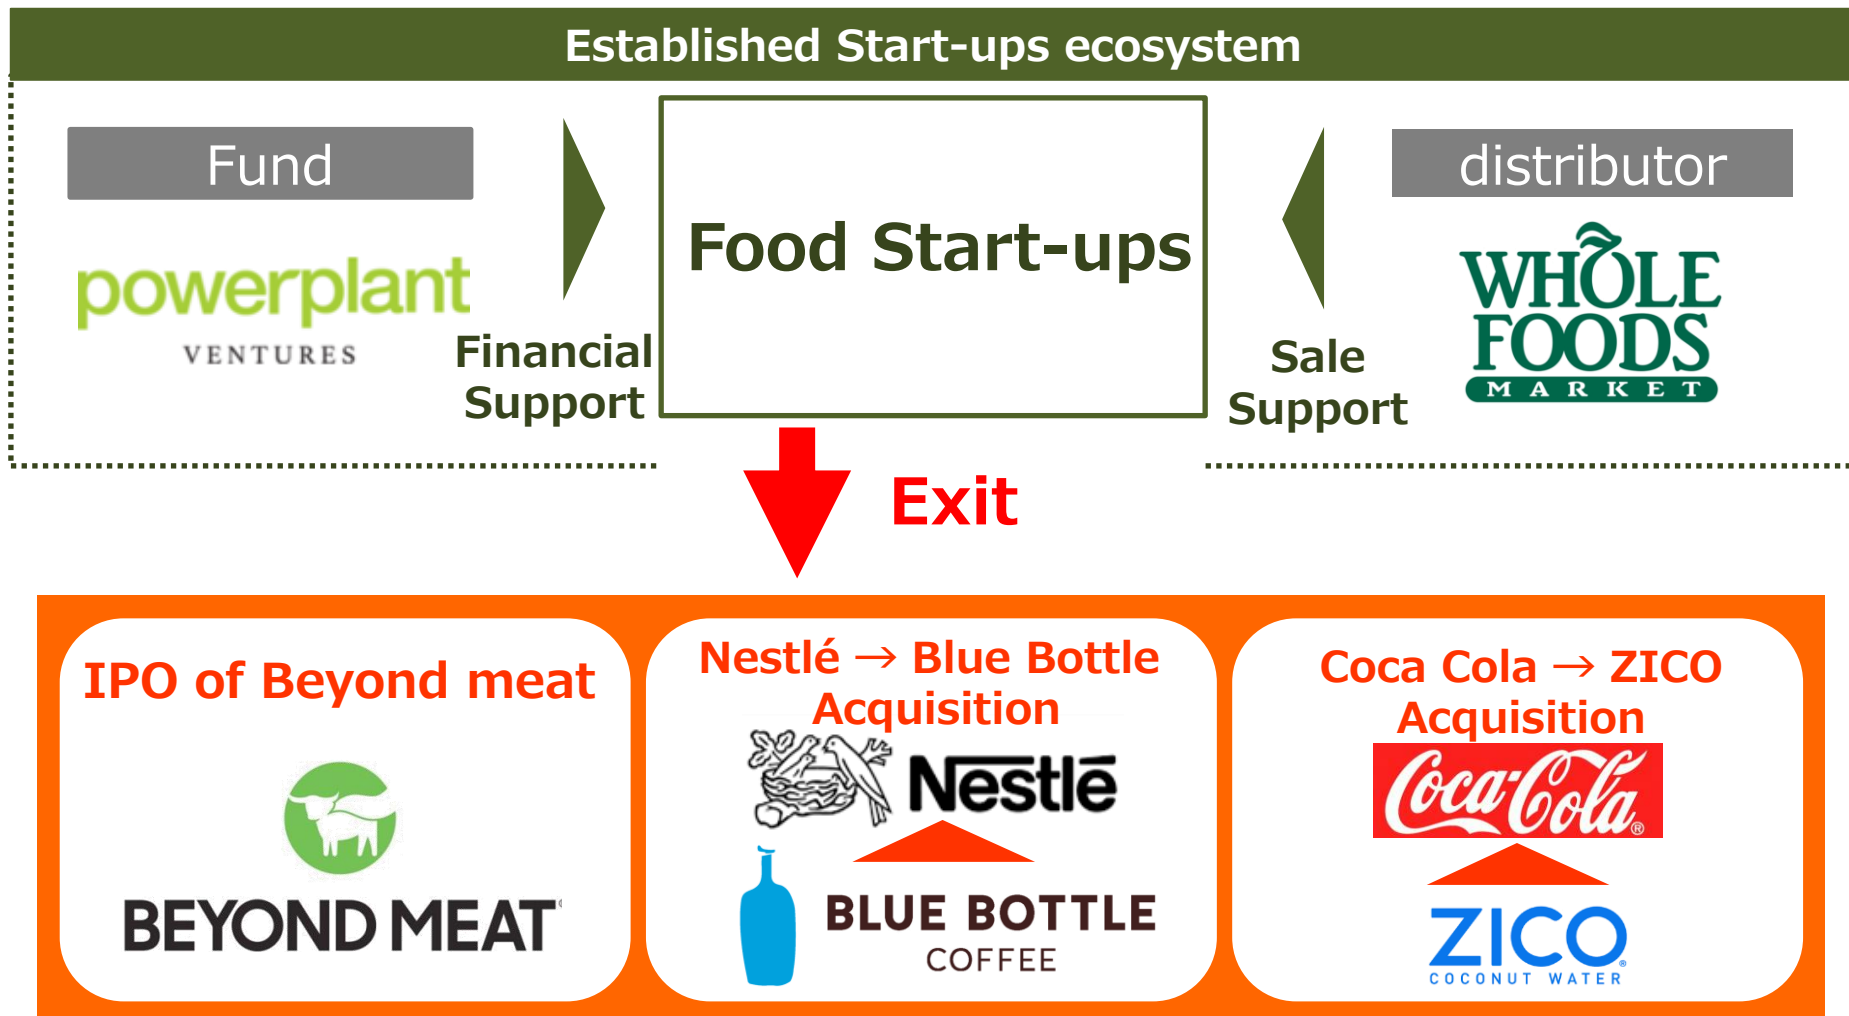 Established Start-ups ecosystem
Fund
powerplant
VENTURES
Financial
Support
Food Start-ups
distributor
WHOLE
FOODS
MARKET
Sale
Support
Exit
IPO of Beyond meat
BEYOND MEAT
Nestlé → Blue Bottle
Acquisition
Nestlé
BLUE BOTTLE
COFFEE
Coca Cola → ZICO
Acquisition
Coca-Cola®
ZICO®
COCONUT WATER